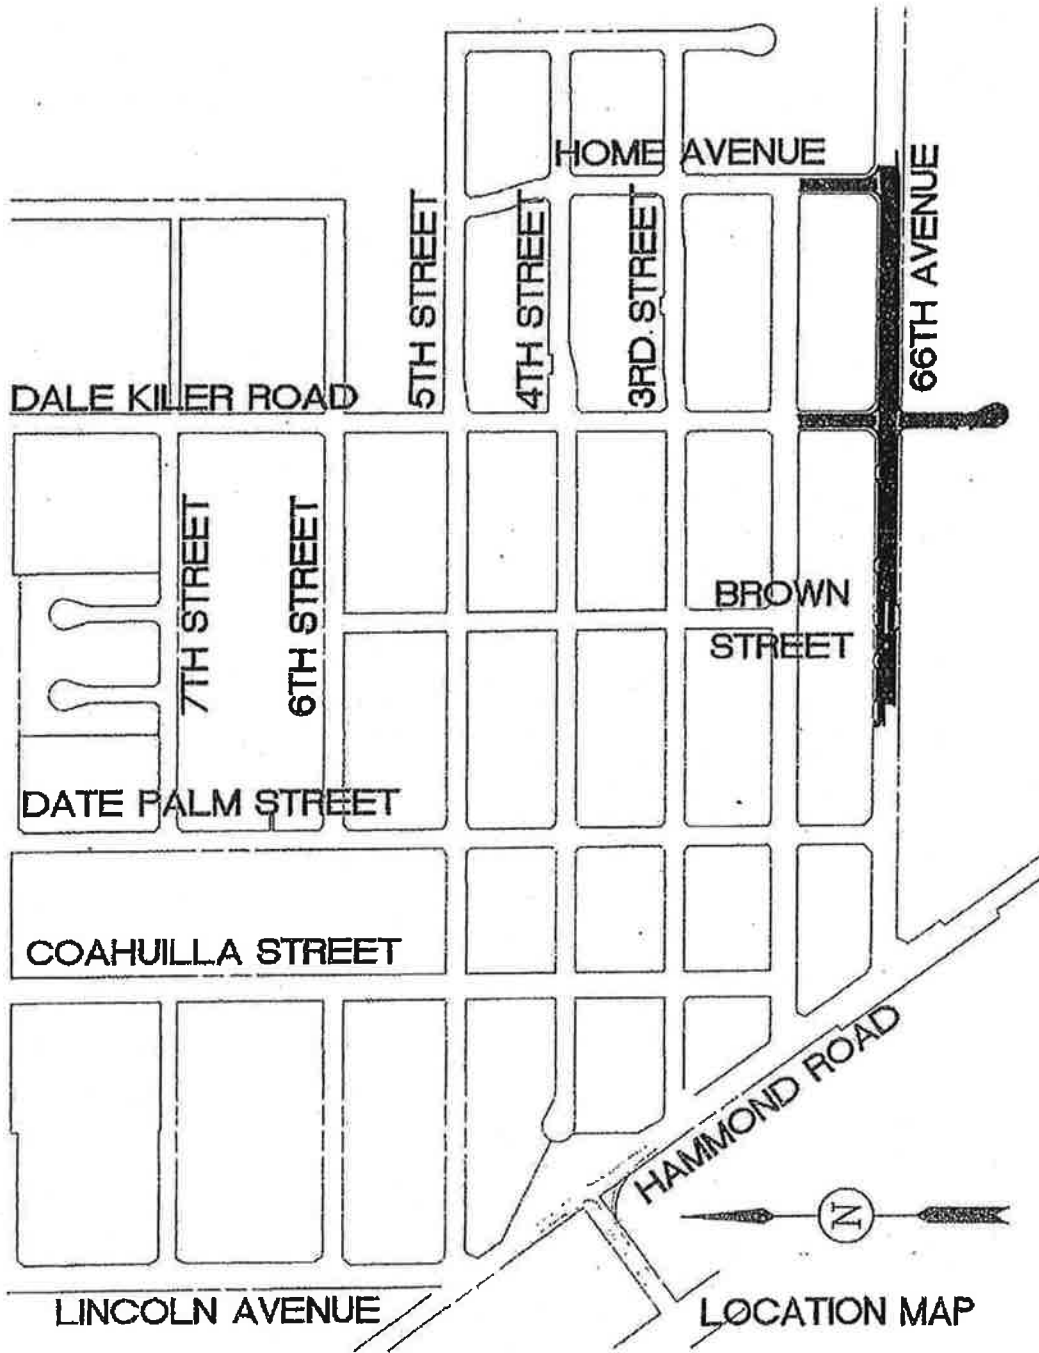 HOME AVENUE
66TH AVENUE
5TH STREET
4TH STREET
3RD. STREET
DALE KILER ROAD
7TH STREET
6TH STREET
BROWN
STREET
DATE PALM STREET
COAHUILLA STREET
HAMMOND ROAD
N
LINCOLN AVENUE
LOCATION MAP